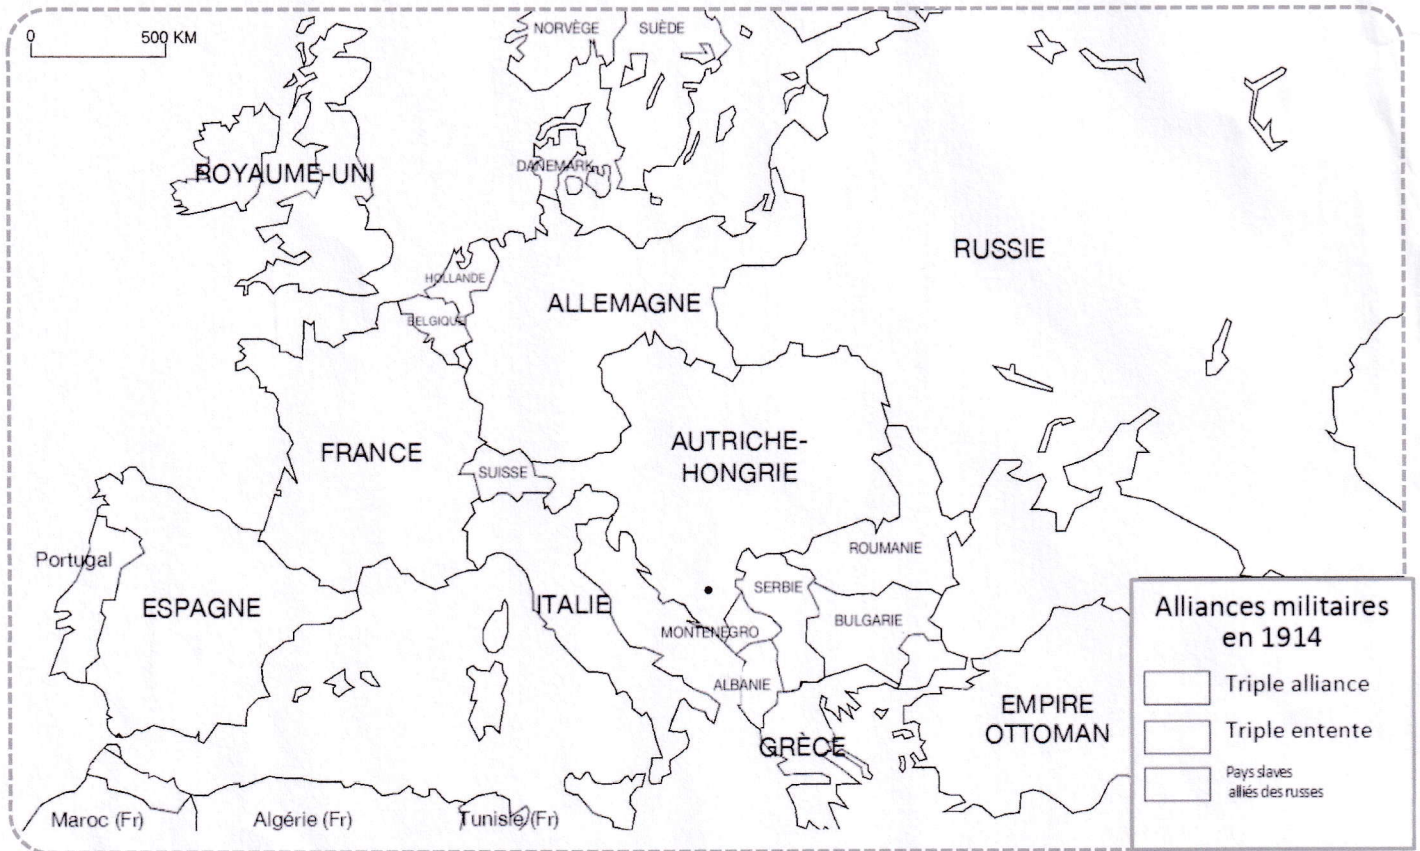 0 500 KM
NORVÈGE
SUÈDE
ROYAUME-UNI
DANEMARK
RUSSIE
HOLLANDE
ALLEMAGNE
BELGIQUE
FRANCE
AUTRICHE-
HONGRIE
SUISSE
Portugal
ROUMANIE
SERBIE
ESPAGNE
ITALIE
BULGARIE
MONTENEGRO
ALBANIE
EMPIRE
OTTOMAN
GRÈCE
Maroc (Fr)
Algérie (Fr)
Tunisie (Fr)
Alliances militaires
en 1914
Triple alliance
Triple entente
Pays slaves
alliés des russes